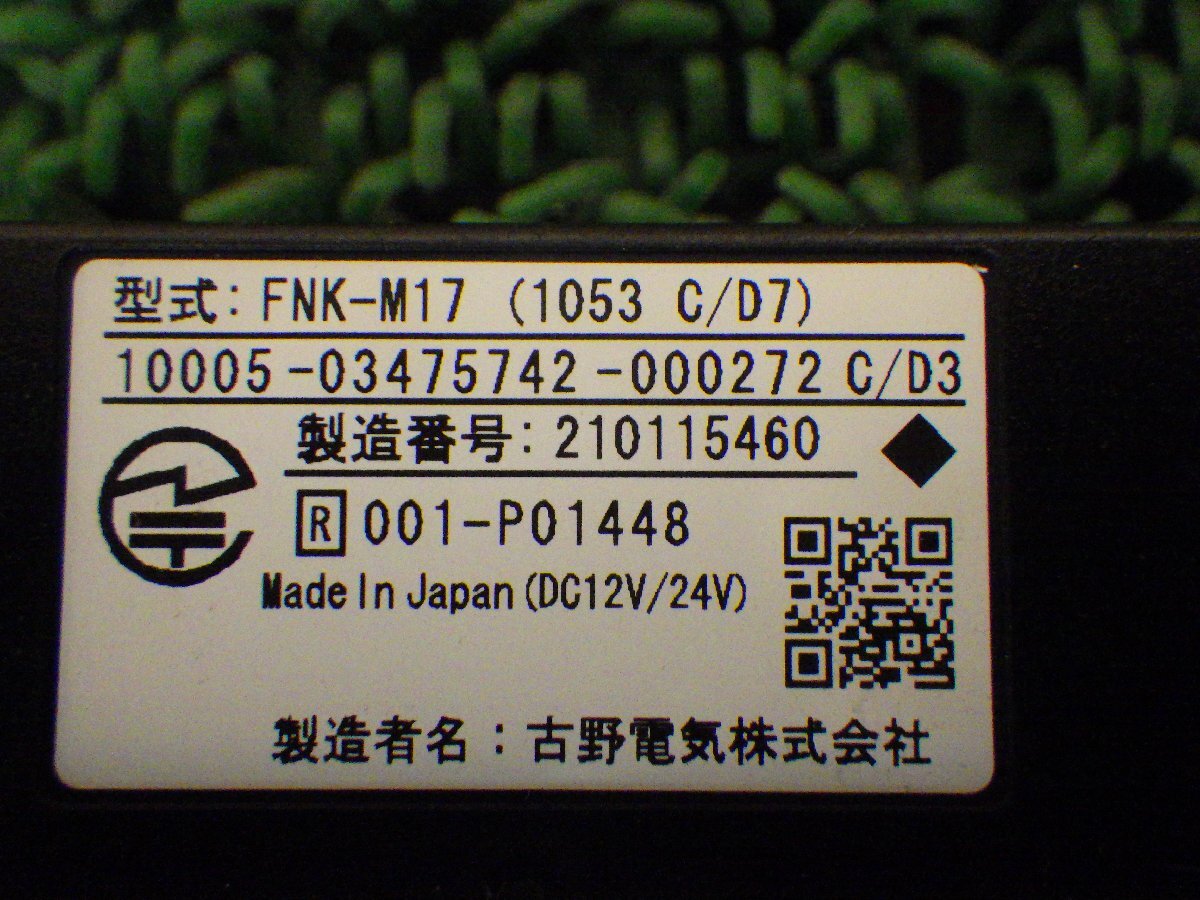 型式: FNK-M17 (1053 C/D7)
10005-03475742-000272 C/D3
製造番号: 210115460
R 001-P01448
Made In Japan (DC12V/24V)
製造者名：古野電気株式会社